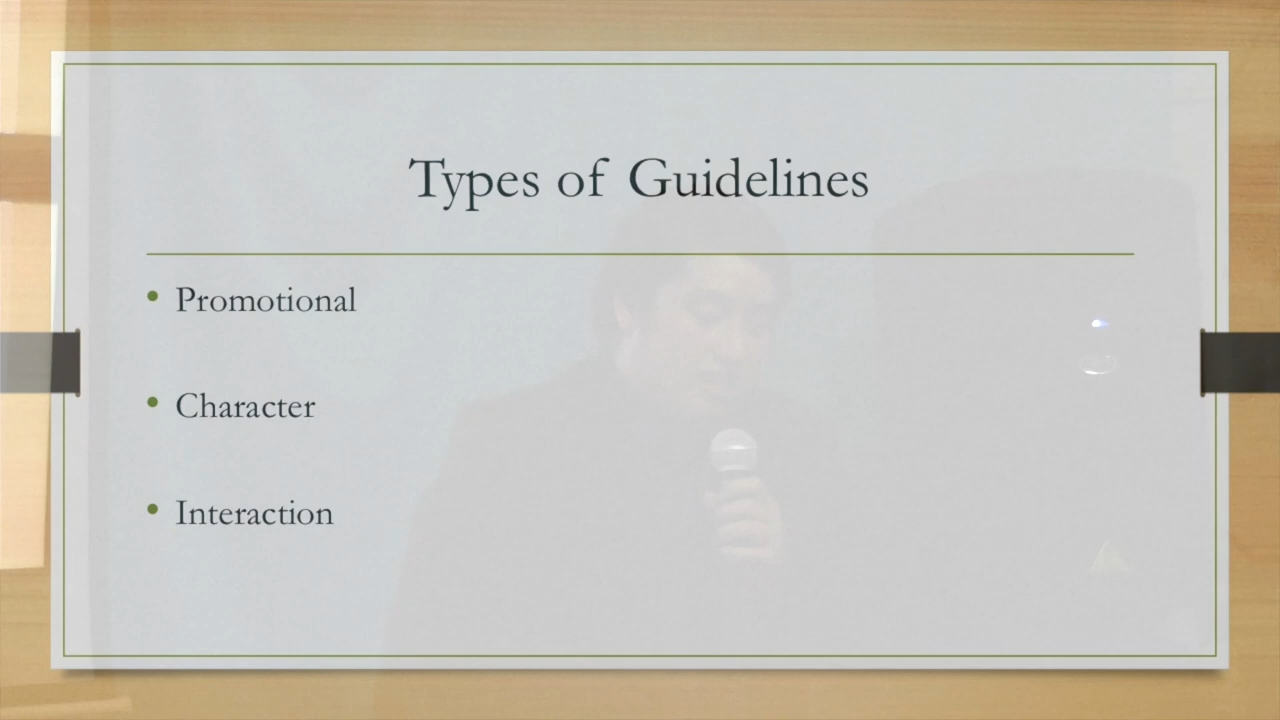 Types of Guidelines
• Promotional
• Character
• Interaction